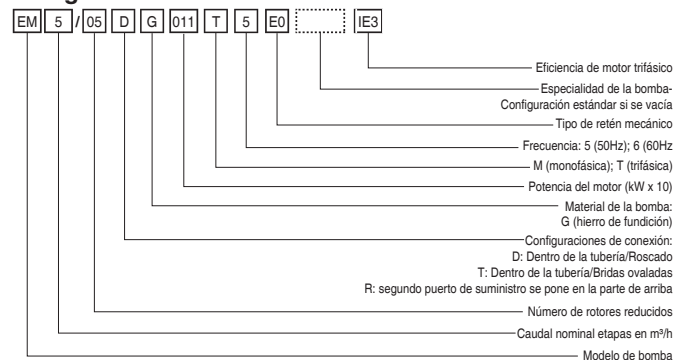 EM 5 / 05 D G 011 T 5 E0 IE3
Eficiencia de motor trifásico
Especialidad de la bomba-
Configuración estándar si se vacía
Tipo de retén mecánico
Frecuencia: 5 (50Hz); 6 (60Hz
M (monofásica); T (trifásica)
Potencia del motor (kW x 10)
Material de la bomba:
G (hierro de fundición)
Configuraciones de conexión:
D: Dentro de la tubería/Roscado
T: Dentro de la tubería/Bridas ovaladas
R: segundo puerto de suministro se pone en la parte de arriba
Número de rotores reducidos
Caudal nominal etapas en m³/h
Modelo de bomba